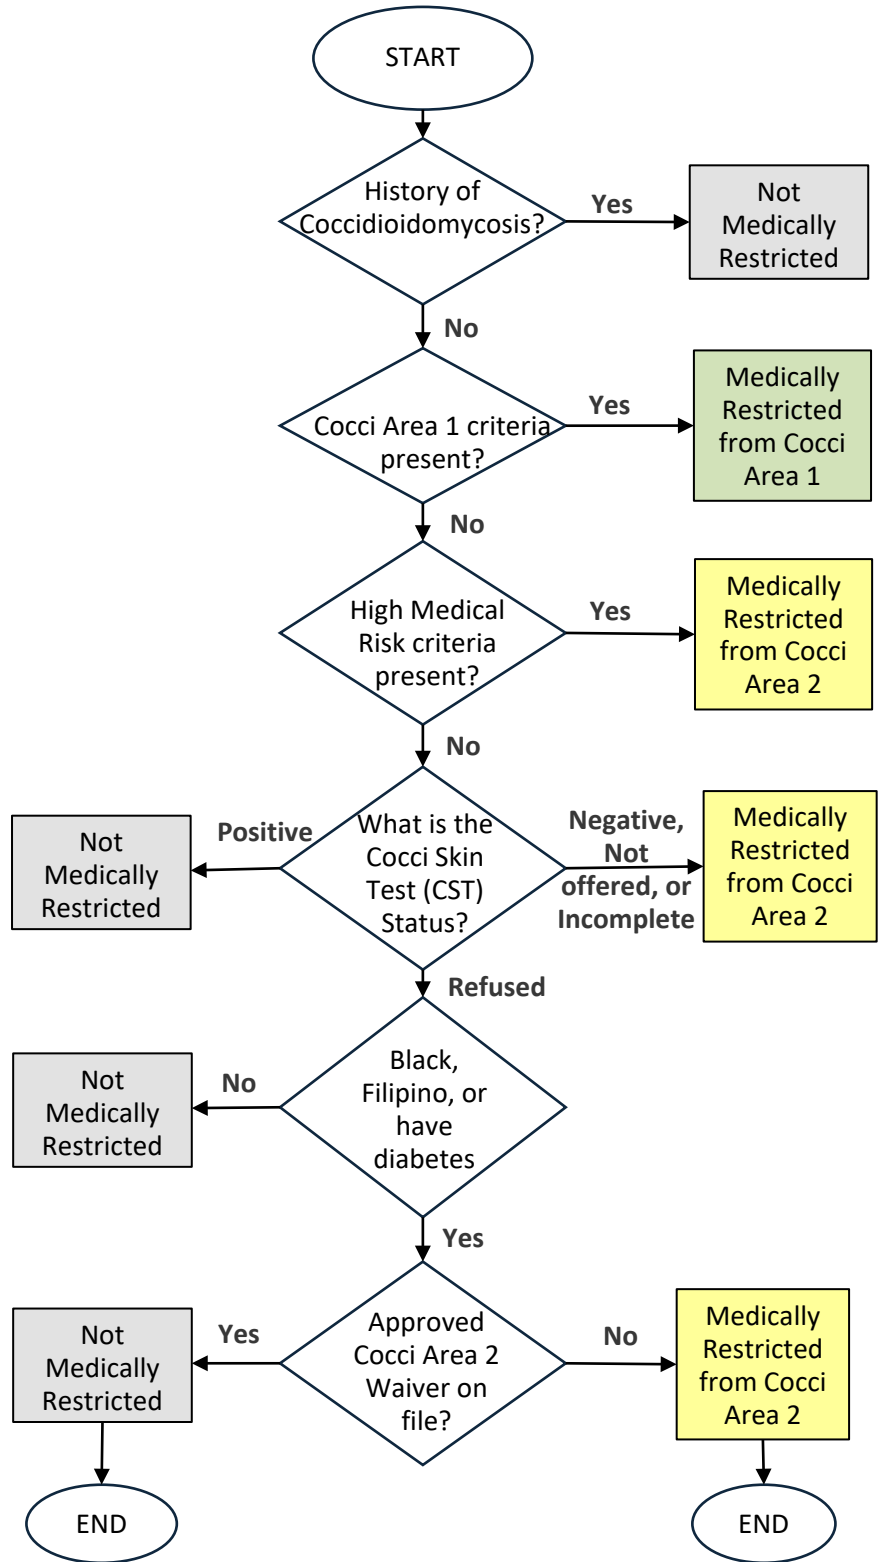 START
History of
Coccidioidomycosis?
Yes
Not
Medically
Restricted
No
Cocci Area 1 criteria
present?
Yes
Medically
Restricted
from Cocci
Area 1
No
High Medical
Risk criteria
present?
Yes
Medically
Restricted
from Cocci
Area 2
No
Not
Medically
Restricted
Positive
What is the
Cocci Skin
Test (CST)
Status?
Negative,
Not
offered, or
Incomplete
Medically
Restricted
from Cocci
Area 2
Refused
Not
Medically
Restricted
No
Black,
Filipino, or
have
diabetes
Yes
Not
Medically
Restricted
Yes
Approved
Cocci Area 2
Waiver on
file?
No
Medically
Restricted
from Cocci
Area 2
END
END